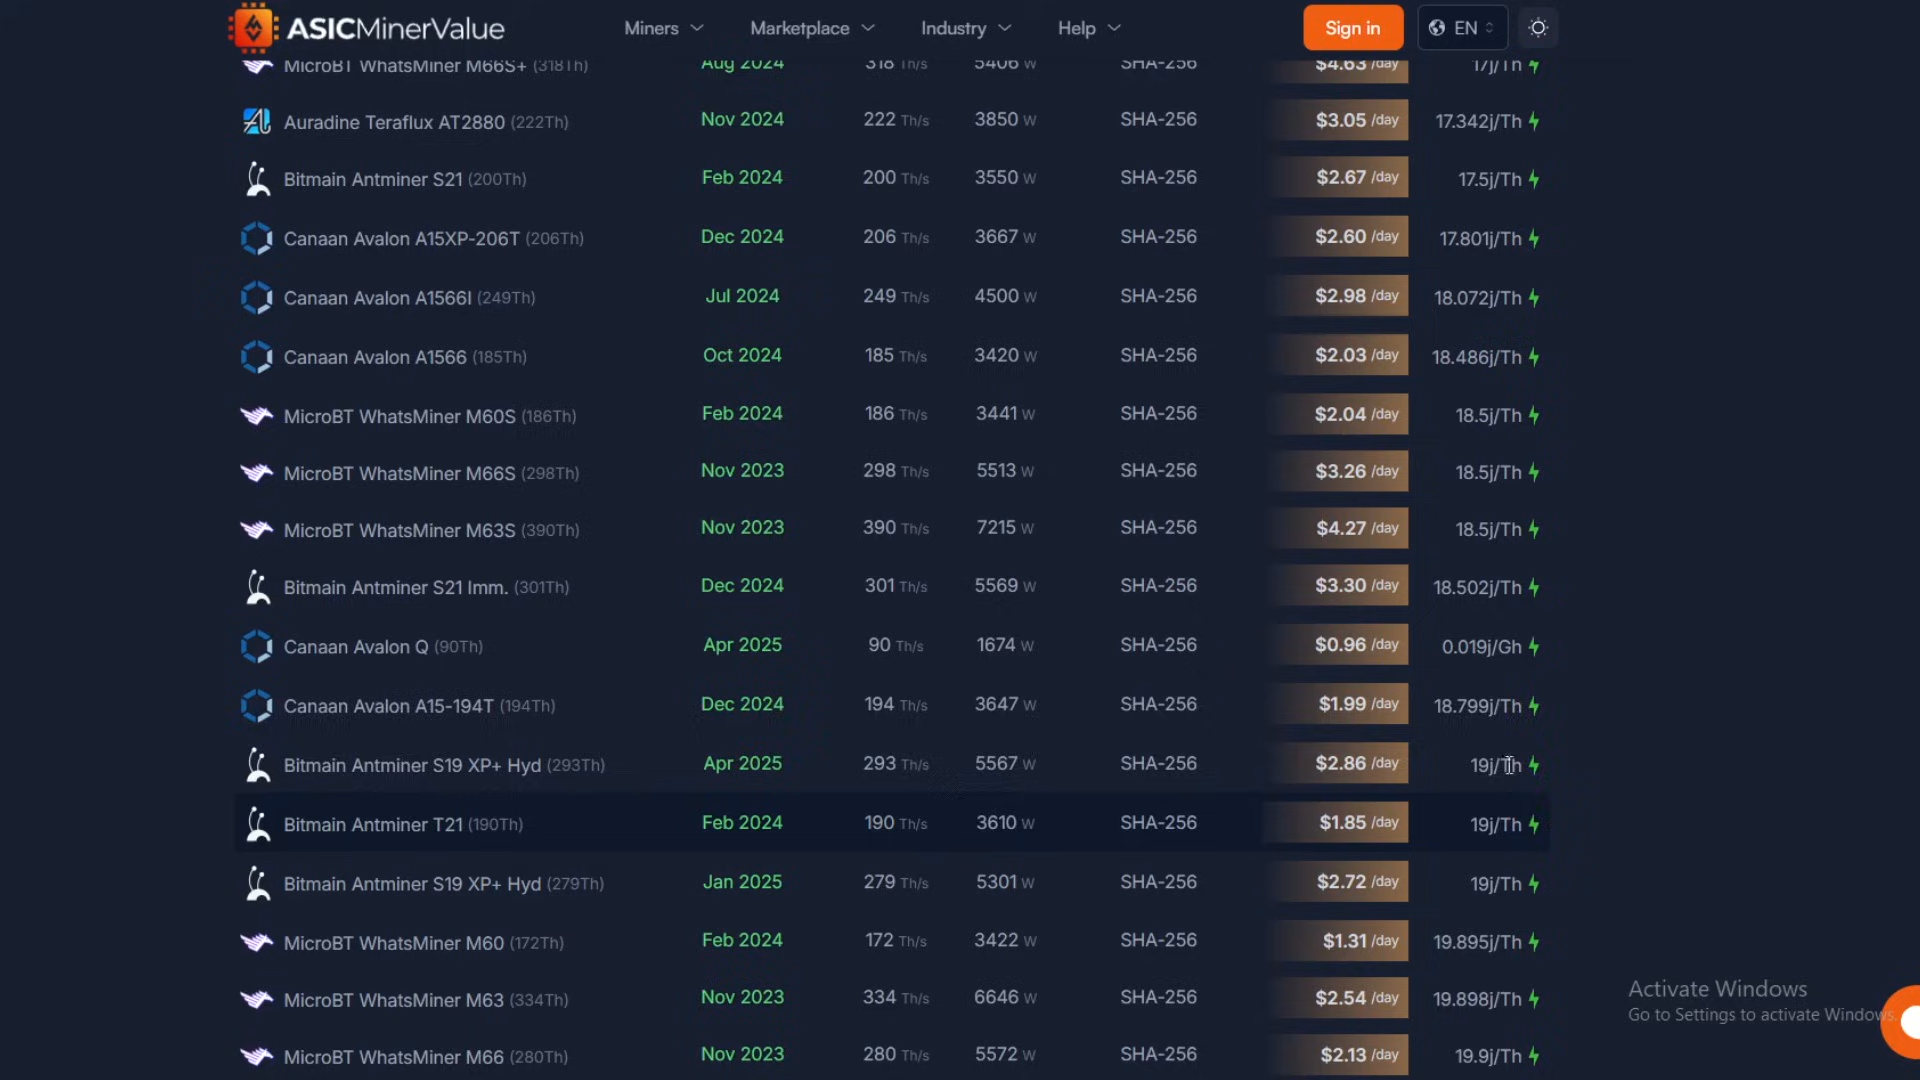 ASICMinerValue Miners Marketplace Industry Help Sign in EN
MicroBT WhatsMiner M66S+ (318Th) Aug 2024 318 Th/s 5406 W SHA-256 $4.63 /day 17j/Th
Auradine Teraflux AT2880 (222Th) Nov 2024 222 Th/s 3850 W SHA-256 $3.05 /day 17.342j/Th
Bitmain Antminer S21 (200Th) Feb 2024 200 Th/s 3550 W SHA-256 $2.67 /day 17.5j/Th
Canaan Avalon A15XP-206T (206Th) Dec 2024 206 Th/s 3667 W SHA-256 $2.60 /day 17.801j/Th
Canaan Avalon A1566I (249Th) Jul 2024 249 Th/s 4500 W SHA-256 $2.98 /day 18.072j/Th
Canaan Avalon A1566 (185Th) Oct 2024 185 Th/s 3420 W SHA-256 $2.03 /day 18.486j/Th
MicroBT WhatsMiner M60S (186Th) Feb 2024 186 Th/s 3441 W SHA-256 $2.04 /day 18.5j/Th
MicroBT WhatsMiner M66S (298Th) Nov 2023 298 Th/s 5513 W SHA-256 $3.26 /day 18.5j/Th
MicroBT WhatsMiner M63S (390Th) Nov 2023 390 Th/s 7215 W SHA-256 $4.27 /day 18.5j/Th
Bitmain Antminer S21 Imm. (301Th) Dec 2024 301 Th/s 5569 W SHA-256 $3.30 /day 18.502j/Th
Canaan Avalon Q (90Th) Apr 2025 90 Th/s 1674 W SHA-256 $0.96 /day 0.019j/Gh
Canaan Avalon A15-194T (194Th) Dec 2024 194 Th/s 3647 W SHA-256 $1.99 /day 18.799j/Th
Bitmain Antminer S19 XP+ Hyd (293Th) Apr 2025 293 Th/s 5567 W SHA-256 $2.86 /day 19j/Th
Bitmain Antminer T21 (190Th) Feb 2024 190 Th/s 3610 W SHA-256 $1.85 /day 19j/Th
Bitmain Antminer S19 XP+ Hyd (279Th) Jan 2025 279 Th/s 5301 W SHA-256 $2.72 /day 19j/Th
MicroBT WhatsMiner M60 (172Th) Feb 2024 172 Th/s 3422 W SHA-256 $1.31 /day 19.895j/Th
MicroBT WhatsMiner M63 (334Th) Nov 2023 334 Th/s 6646 W SHA-256 $2.54 /day 19.898j/Th
MicroBT WhatsMiner M66 (280Th) Nov 2023 280 Th/s 5572 W SHA-256 $2.13 /day 19.9j/Th
Activate Windows
Go to Settings to activate Windows.